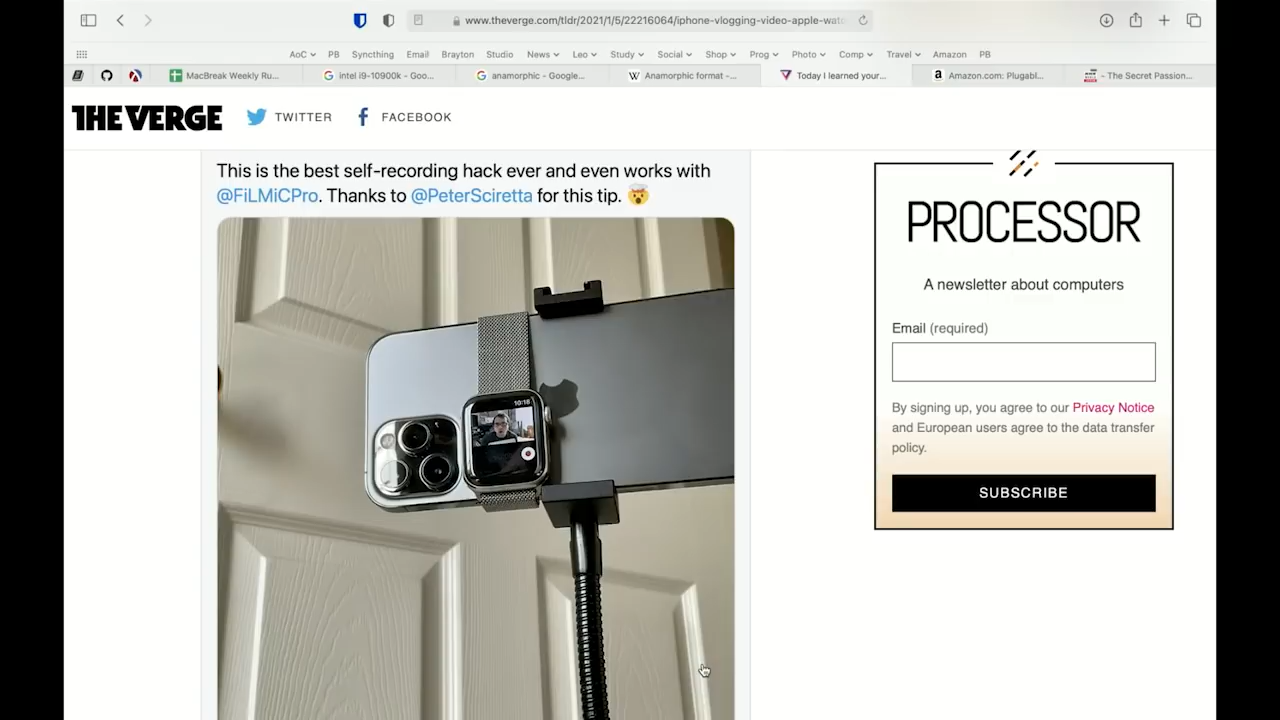 www.theverge.com/tldr/2021/1/5/22216064/iphone-vlogging-video-apple-wat
AoC PB Syncthing Email Brayton Studio News Leo Study Social Shop Prog Photo Comp Travel Amazon PB
MacBreak Weekly Ru... intel i9-10900k - Goo... anamorphic - Google... Anamorphic format -... Today I learned your... Amazon.com: Plugabl... - The Secret Passion...
THE VERGE TWITTER FACEBOOK
This is the best self-recording hack ever and even works with
@FiLMiCPro. Thanks to @PeterSciretta for this tip. 🤯
10:18
PROCESSOR
A newsletter about computers
Email (required)
By signing up, you agree to our Privacy Notice
and European users agree to the data transfer
policy.
SUBSCRIBE